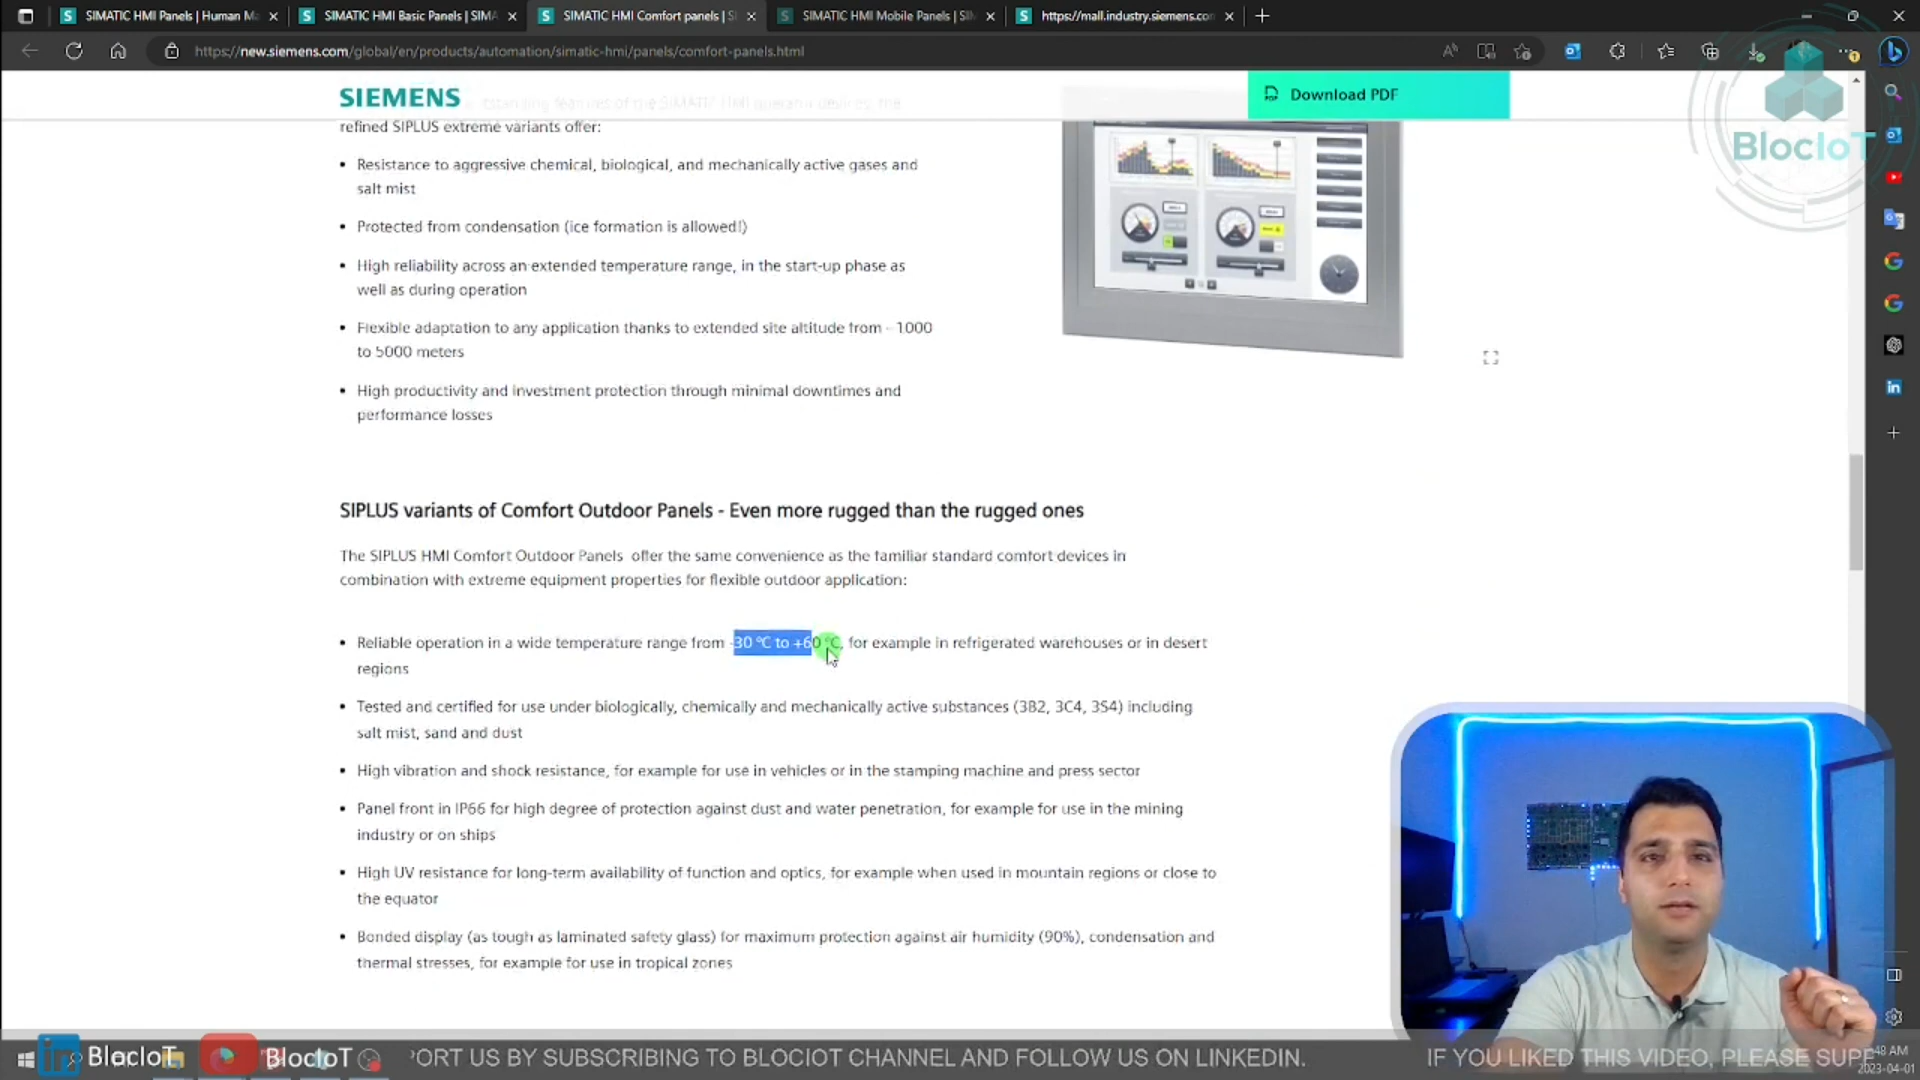 SIMATIC HMI Panels | Human Ma
SIMATIC HMI Basic Panels | SIMA
SIMATIC HMI Comfort panels | S
SIMATIC HMI Mobile Panels | SI
https://mall.industry.siemens.com
https://new.siemens.com/global/en/products/automation/simatic-hmi/panels/comfort-panels.html
SIEMENS
Download PDF
BlocIoT
refined SIPLUS extreme variants offer:
• Resistance to aggressive chemical, biological, and mechanically active gases and
salt mist
• Protected from condensation (ice formation is allowed!)
• High reliability across an extended temperature range, in the start-up phase as
well as during operation
• Flexible adaptation to any application thanks to extended site altitude from - 1000
to 5000 meters
• High productivity and investment protection through minimal downtimes and
performance losses
SIPLUS variants of Comfort Outdoor Panels - Even more rugged than the rugged ones
The SIPLUS HMI Comfort Outdoor Panels offer the same convenience as the familiar standard comfort devices in
combination with extreme equipment properties for flexible outdoor application:
• Reliable operation in a wide temperature range from -30 °C to +60 °C, for example in refrigerated warehouses or in desert
regions
• Tested and certified for use under biologically, chemically and mechanically active substances (3B2, 3C4, 3S4) including
salt mist, sand and dust
• High vibration and shock resistance, for example for use in vehicles or in the stamping machine and press sector
• Panel front in IP66 for high degree of protection against dust and water penetration, for example for use in the mining
industry or on ships
• High UV resistance for long-term availability of function and optics, for example when used in mountain regions or close to
the equator
• Bonded display (as tough as laminated safety glass) for maximum protection against air humidity (90%), condensation and
thermal stresses, for example for use in tropical zones
BlocIoT
BlocIoT
PORT US BY SUBSCRIBING TO BLOCIOT CHANNEL AND FOLLOW US ON LINKEDIN.
IF YOU LIKED THIS VIDEO, PLEASE SUPP
:48 AM
2023-04-01